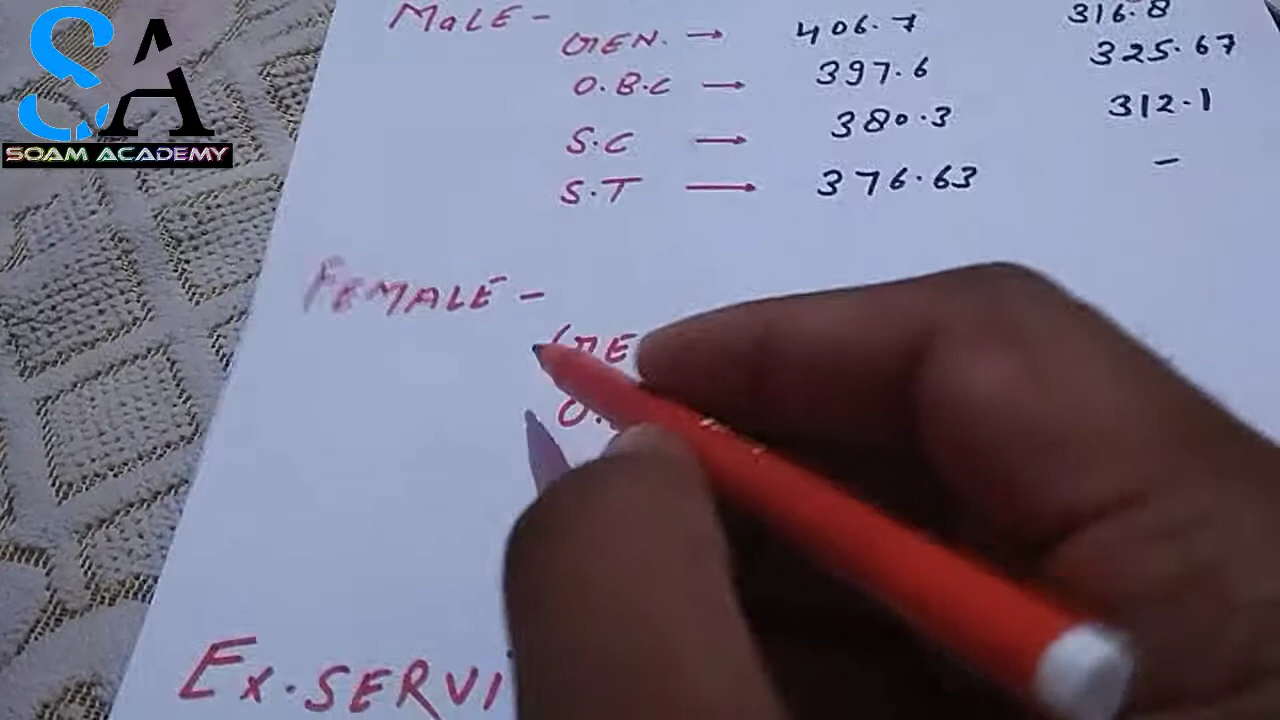 SA
SOAM ACADEMY
MALE -
GEN. → 406.7 316.8
O.B.C → 397.6 325.67
S.C → 380.3 312.1
S.T → 376.63 -
FEMALE -
GE
O.
EX.SERVI